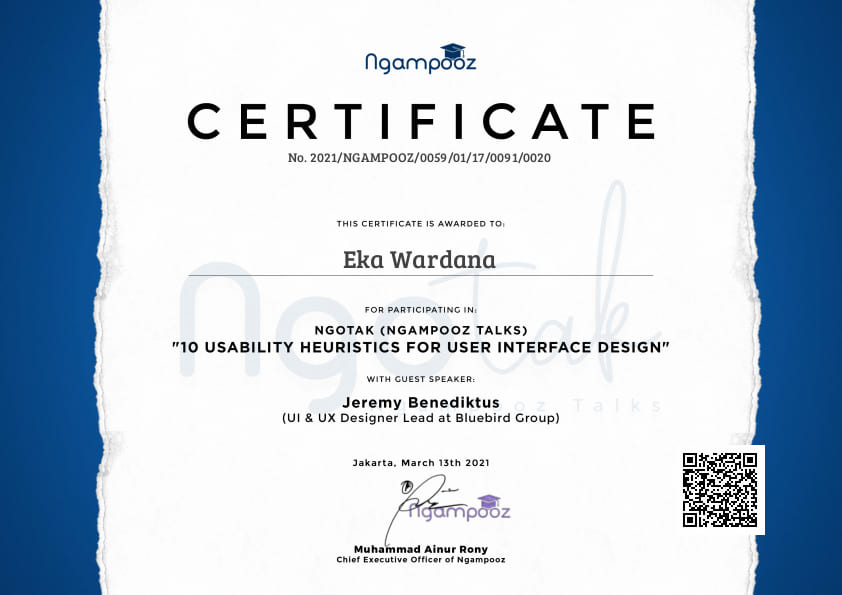 Ngampooz
CERTIFICATE
No. 2021/NGAMPOOZ/0059/01/17/0091/0020
THIS CERTIFICATE IS AWARDED TO:
Eka Wardana
FOR PARTICIPATING IN:
NGOTAK (NGAMPOOZ TALKS)
"10 USABILITY HEURISTICS FOR USER INTERFACE DESIGN"
WITH GUEST SPEAKER:
Jeremy Benediktus
(UI & UX Designer Lead at Bluebird Group)
Ngotak
oz Talks
Jakarta, March 13th 2021
ngampooz
Muhammad Ainur Rony
Chief Executive Officer of Ngampooz